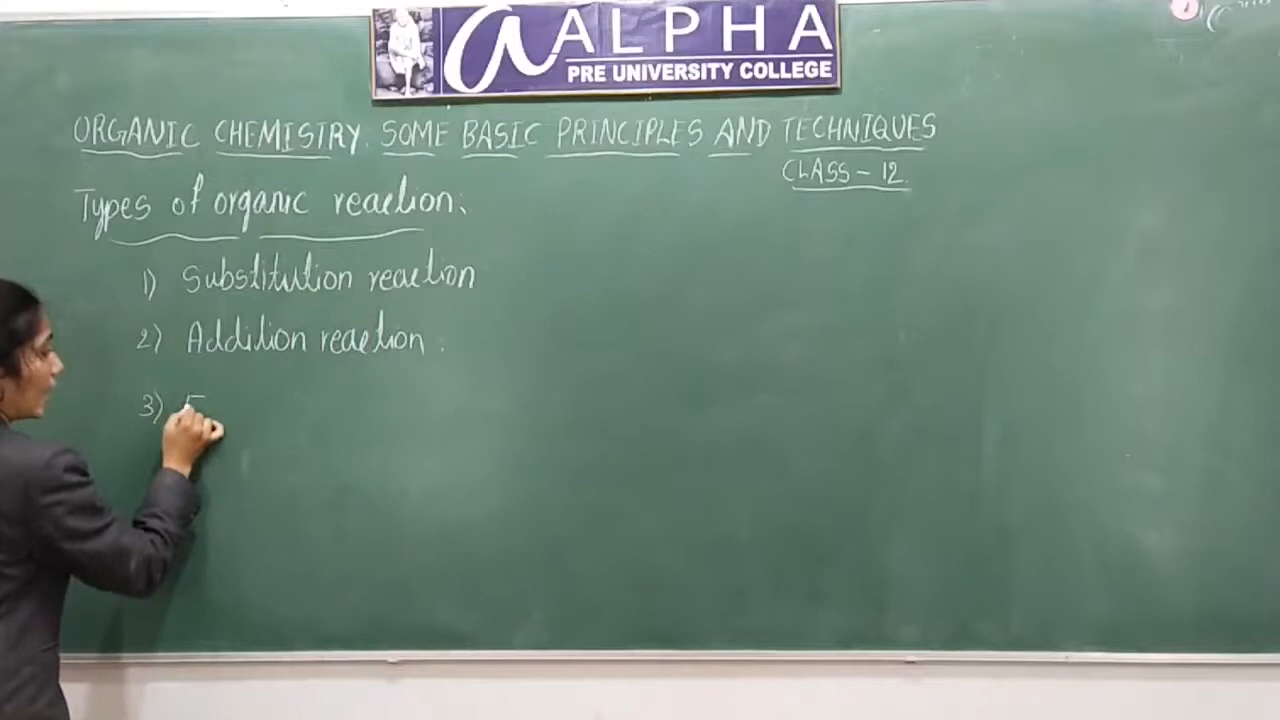 a ALPHA
PRE UNIVERSITY COLLEGE
ORGANIC CHEMISTRY. SOME BASIC PRINCIPLES AND TECHNIQUES
CLASS - 12.
Types of organic reaction.
1) Substitution reaction
2) Addition reaction.
3)